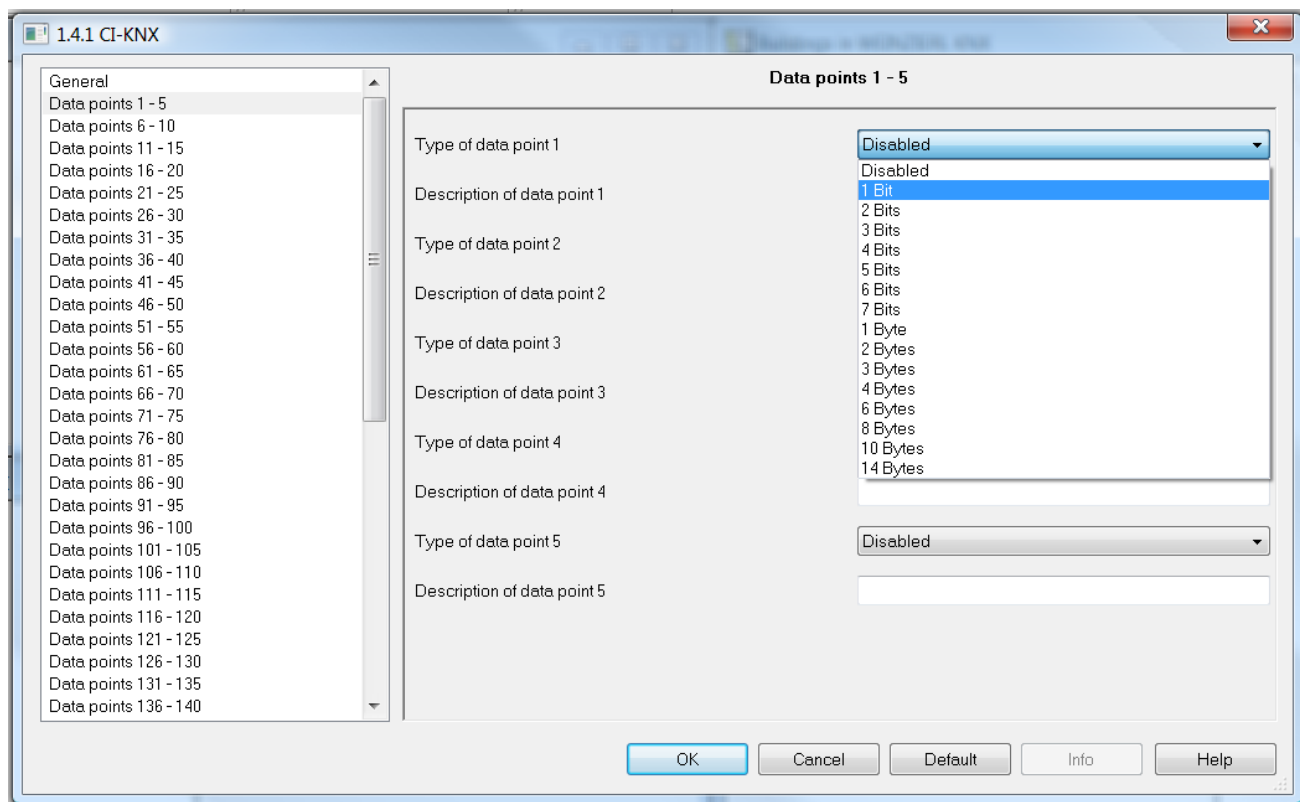 1.4.1 CI-KNX
General
Data points 1 - 5
Data points 6 - 10
Data points 11 - 15
Data points 16 - 20
Data points 21 - 25
Data points 26 - 30
Data points 31 - 35
Data points 36 - 40
Data points 41 - 45
Data points 46 - 50
Data points 51 - 55
Data points 56 - 60
Data points 61 - 65
Data points 66 - 70
Data points 71 - 75
Data points 76 - 80
Data points 81 - 85
Data points 86 - 90
Data points 91 - 95
Data points 96 - 100
Data points 101 - 105
Data points 106 - 110
Data points 111 - 115
Data points 116 - 120
Data points 121 - 125
Data points 126 - 130
Data points 131 - 135
Data points 136 - 140
Data points 1 - 5
Type of data point 1
Disabled
Description of data point 1
Type of data point 2
Description of data point 2
Type of data point 3
Description of data point 3
Type of data point 4
Description of data point 4
Type of data point 5
Disabled
Description of data point 5
Disabled
1 Bit
2 Bits
3 Bits
4 Bits
5 Bits
6 Bits
7 Bits
1 Byte
2 Bytes
3 Bytes
4 Bytes
6 Bytes
8 Bytes
10 Bytes
14 Bytes
OK
Cancel
Default
Info
Help